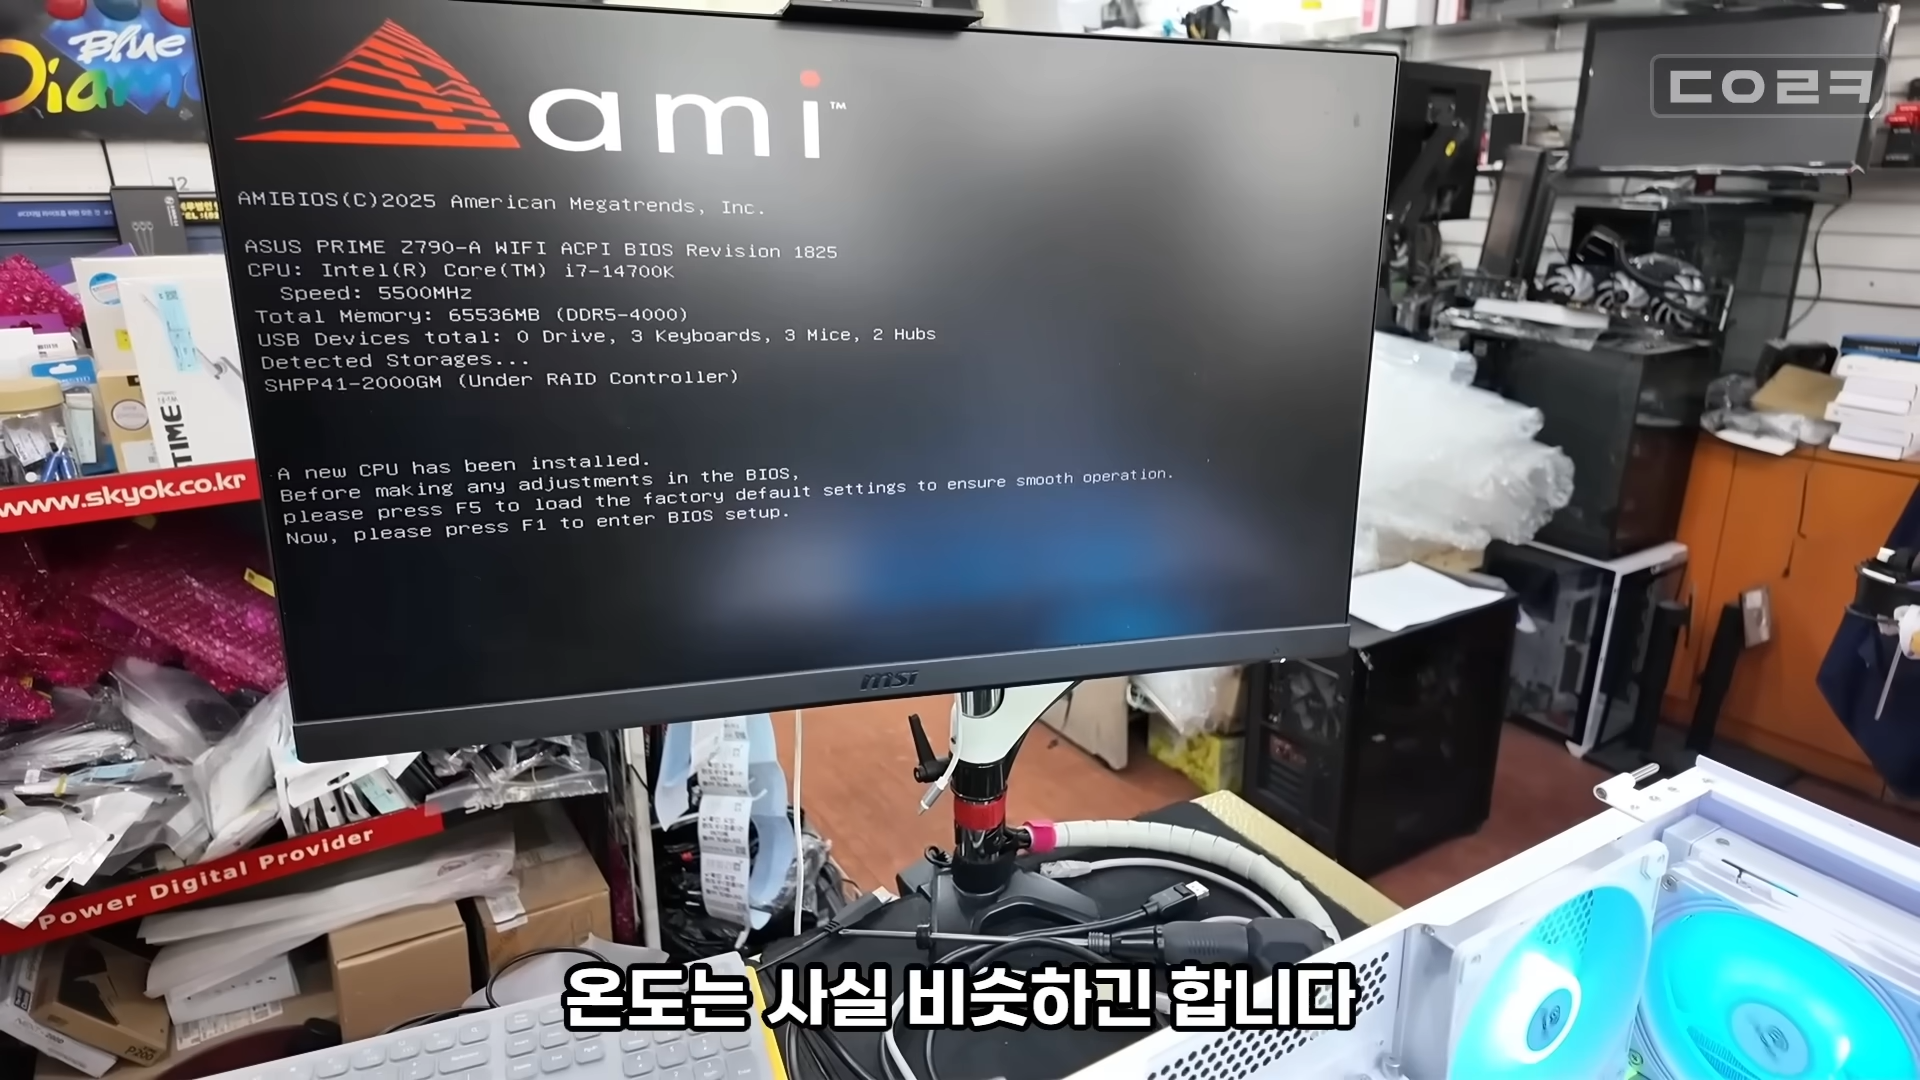 Blue
Diam
ami™
ㄷㅇㄹㅋ
AMIBIOS(C)2025 American Megatrends, Inc.
12
ASUS PRIME Z790-A WIFI ACPI BIOS Revision 1825
CPU: Intel(R) Core(TM) i7-14700K
Speed: 5500MHz
Total Memory: 65536MB (DDR5-4000)
USB Devices total: 0 Drive, 3 Keyboards, 3 Mice, 2 Hubs
Detected Storages...
SHPP41-2000GM (Under RAID Controller)
TIME
A new CPU has been installed.
Before making any adjustments in the BIOS,
please press F5 to load the factory default settings to ensure smooth operation.
Now, please press F1 to enter BIOS setup.
www.skyok.co.kr
msi
Power Digital Provider
P200
온도는 사실 비슷하긴 합니다